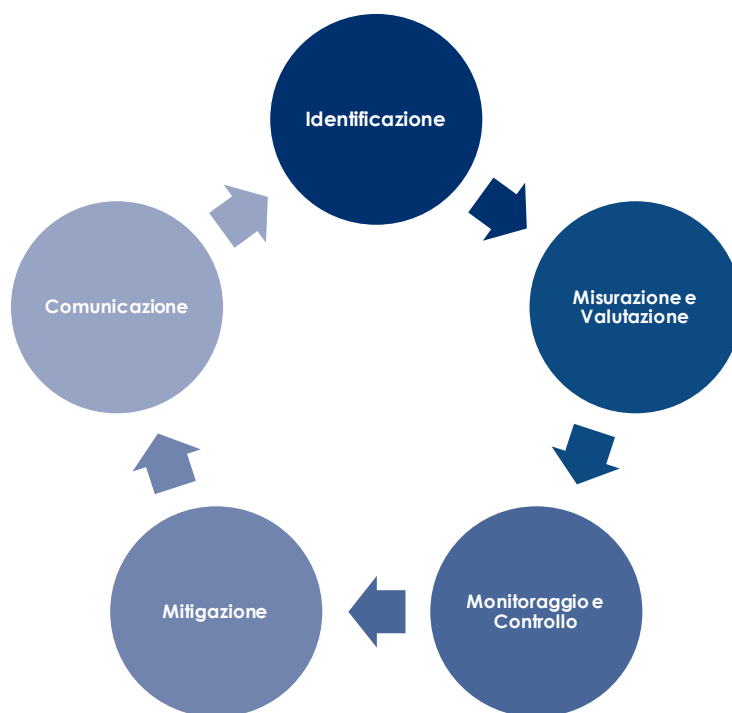 Identificazione
Misurazione e
Valutazione
Monitoraggio e
Controllo
Mitigazione
Comunicazione